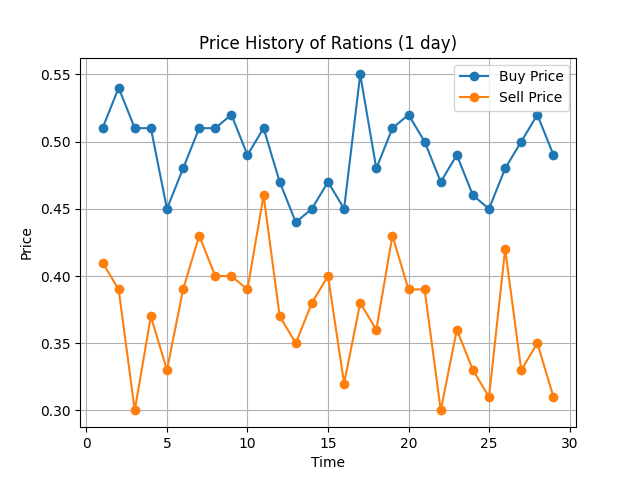 Price History of Rations (1 day)
Buy Price
Sell Price
Price
0.55
0.50
0.45
0.40
0.35
0.30
0 5 10 15 20 25 30
Time